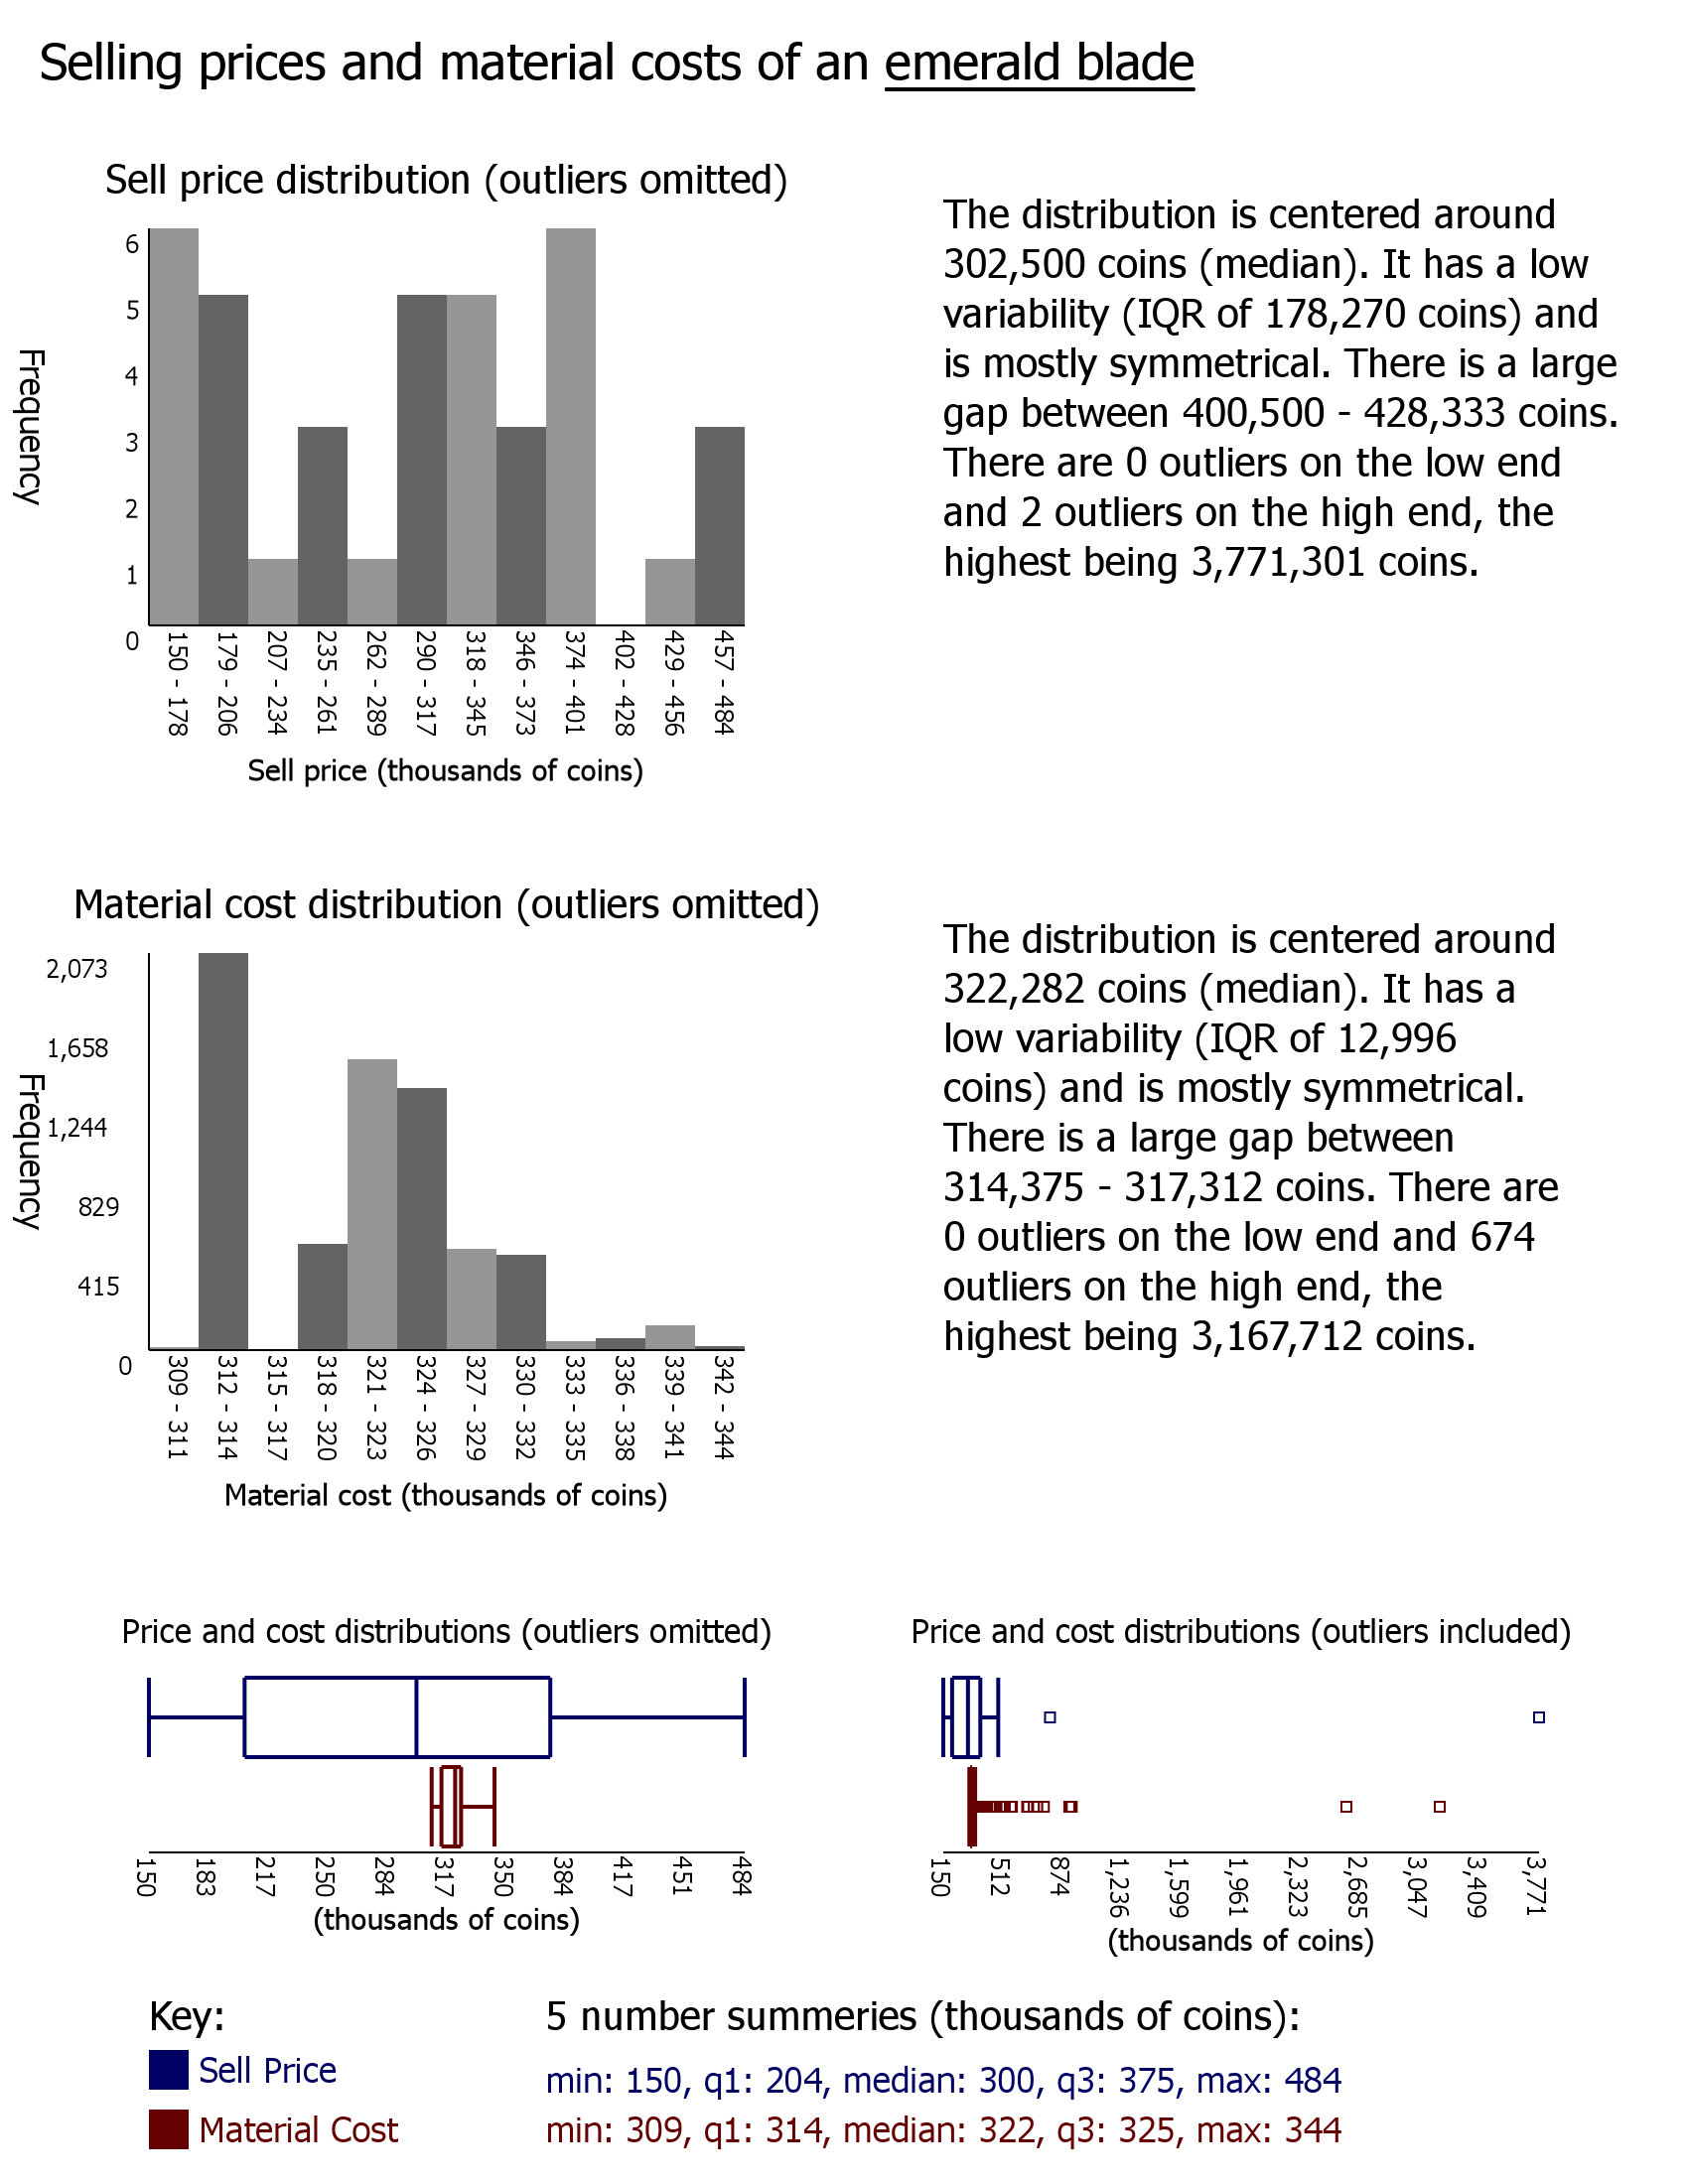 Selling prices and material costs of an emerald blade
Sell price distribution (outliers omitted)
6
5
4
3
2
1
0
Frequency
150 - 178
179 - 206
207 - 234
235 - 261
262 - 289
290 - 317
318 - 345
346 - 373
374 - 401
402 - 428
429 - 456
457 - 484
Sell price (thousands of coins)
The distribution is centered around
302,500 coins (median). It has a low
variability (IQR of 178,270 coins) and
is mostly symmetrical. There is a large
gap between 400,500 - 428,333 coins.
There are 0 outliers on the low end
and 2 outliers on the high end, the
highest being 3,771,301 coins.
Material cost distribution (outliers omitted)
2,073
1,658
1,244
829
415
0
Frequency
309 - 311
312 - 314
315 - 317
318 - 320
321 - 323
324 - 326
327 - 329
330 - 332
333 - 335
336 - 338
339 - 341
342 - 344
Material cost (thousands of coins)
The distribution is centered around
322,282 coins (median). It has a
low variability (IQR of 12,996
coins) and is mostly symmetrical.
There is a large gap between
314,375 - 317,312 coins. There are
0 outliers on the low end and 674
outliers on the high end, the
highest being 3,167,712 coins.
Price and cost distributions (outliers omitted)
150
183
217
250
284
317
350
384
417
451
484
(thousands of coins)
Price and cost distributions (outliers included)
150
512
874
1,236
1,599
1,961
2,323
2,685
3,047
3,409
3,771
(thousands of coins)
Key:
Sell Price
Material Cost
5 number summeries (thousands of coins):
min: 150, q1: 204, median: 300, q3: 375, max: 484
min: 309, q1: 314, median: 322, q3: 325, max: 344